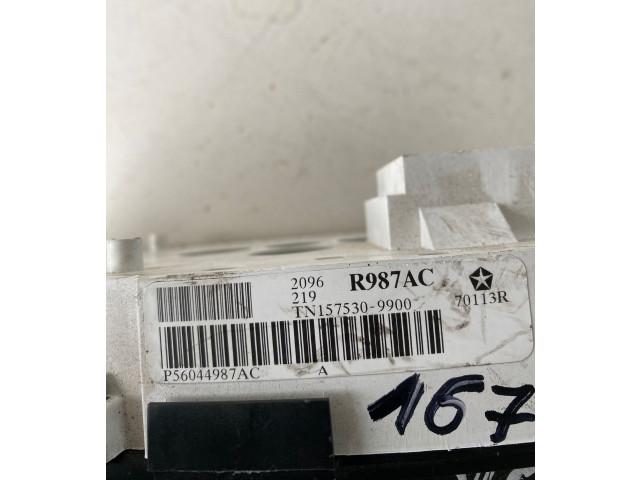 2096 R987AC
219
TN157530-9900 70113R
P56044987AC A
167